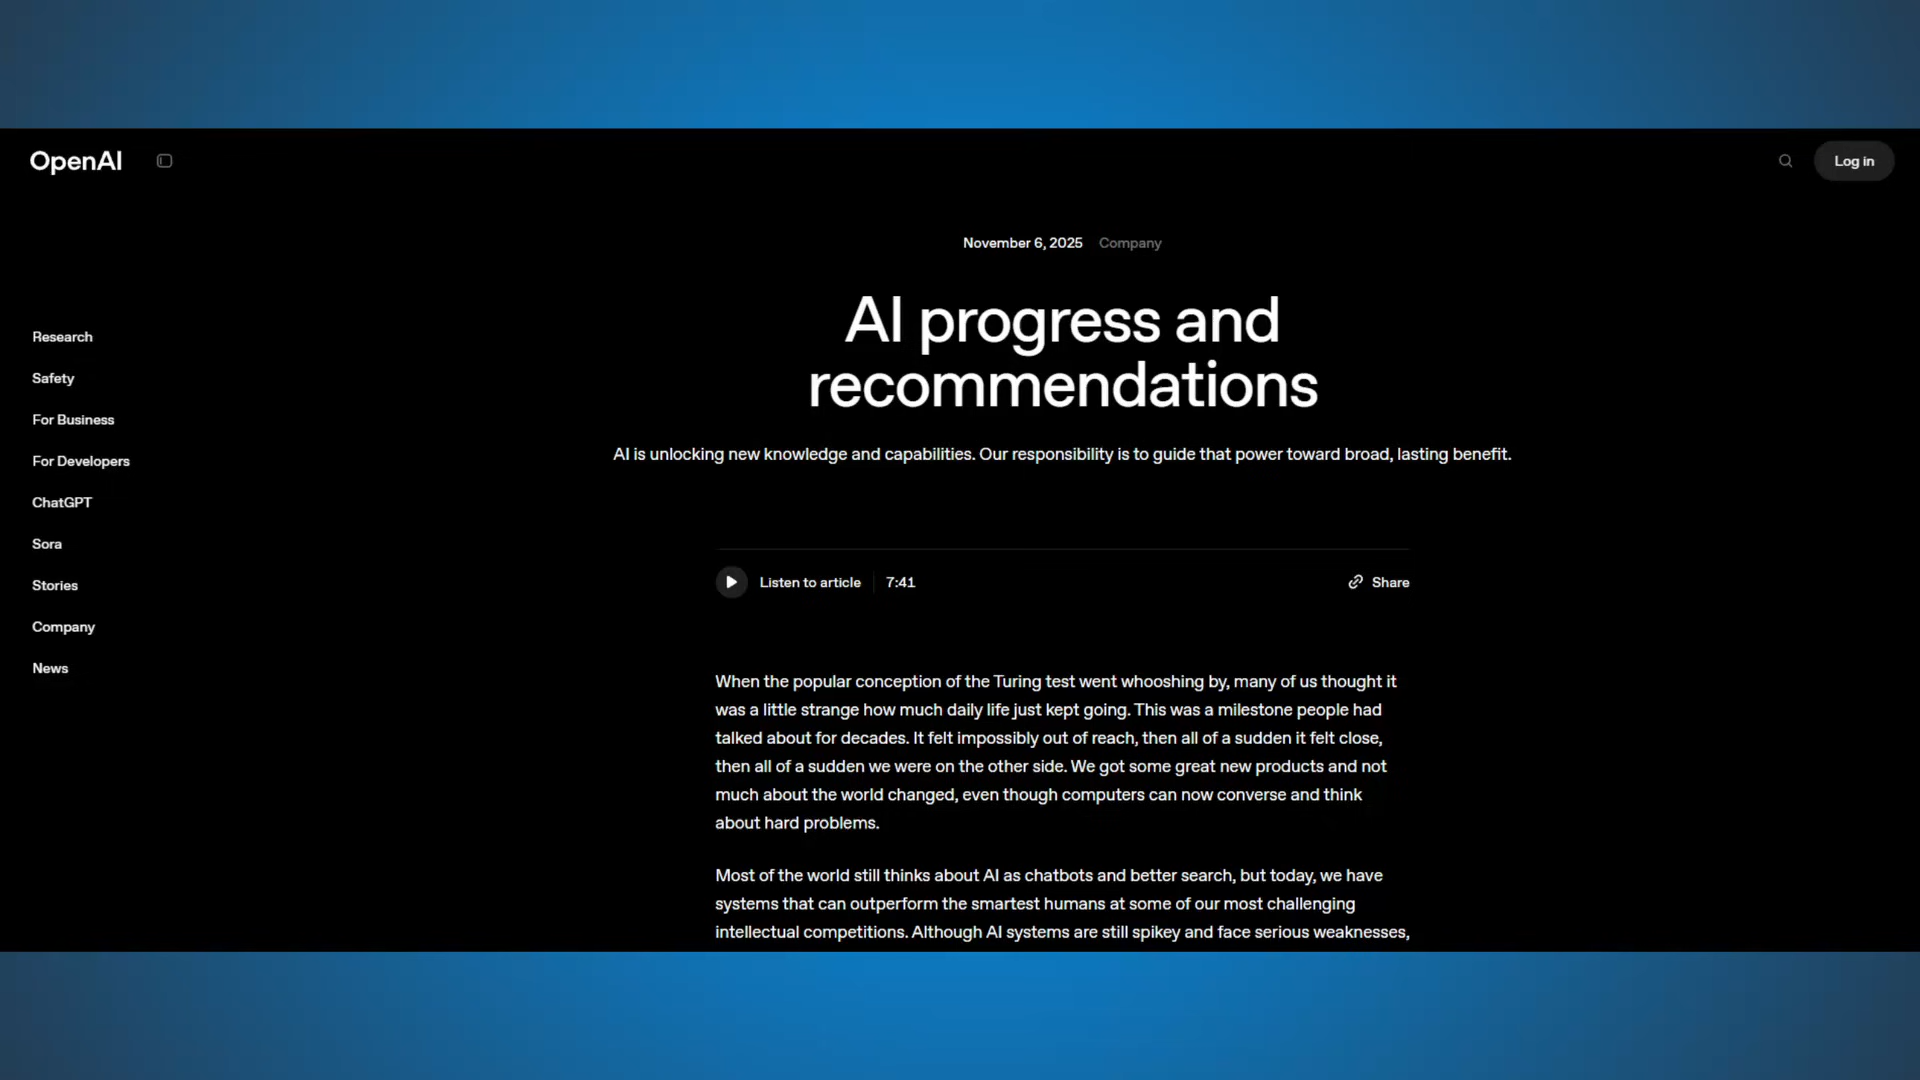 OpenAI
Log in
November 6, 2025 Company
AI progress and
recommendations
AI is unlocking new knowledge and capabilities. Our responsibility is to guide that power toward broad, lasting benefit.
Research
Safety
For Business
For Developers
ChatGPT
Sora
Stories
Company
News
Listen to article 7:41
Share
When the popular conception of the Turing test went whooshing by, many of us thought it
was a little strange how much daily life just kept going. This was a milestone people had
talked about for decades. It felt impossibly out of reach, then all of a sudden it felt close,
then all of a sudden we were on the other side. We got some great new products and not
much about the world changed, even though computers can now converse and think
about hard problems.
Most of the world still thinks about AI as chatbots and better search, but today, we have
systems that can outperform the smartest humans at some of our most challenging
intellectual competitions. Although AI systems are still spikey and face serious weaknesses,